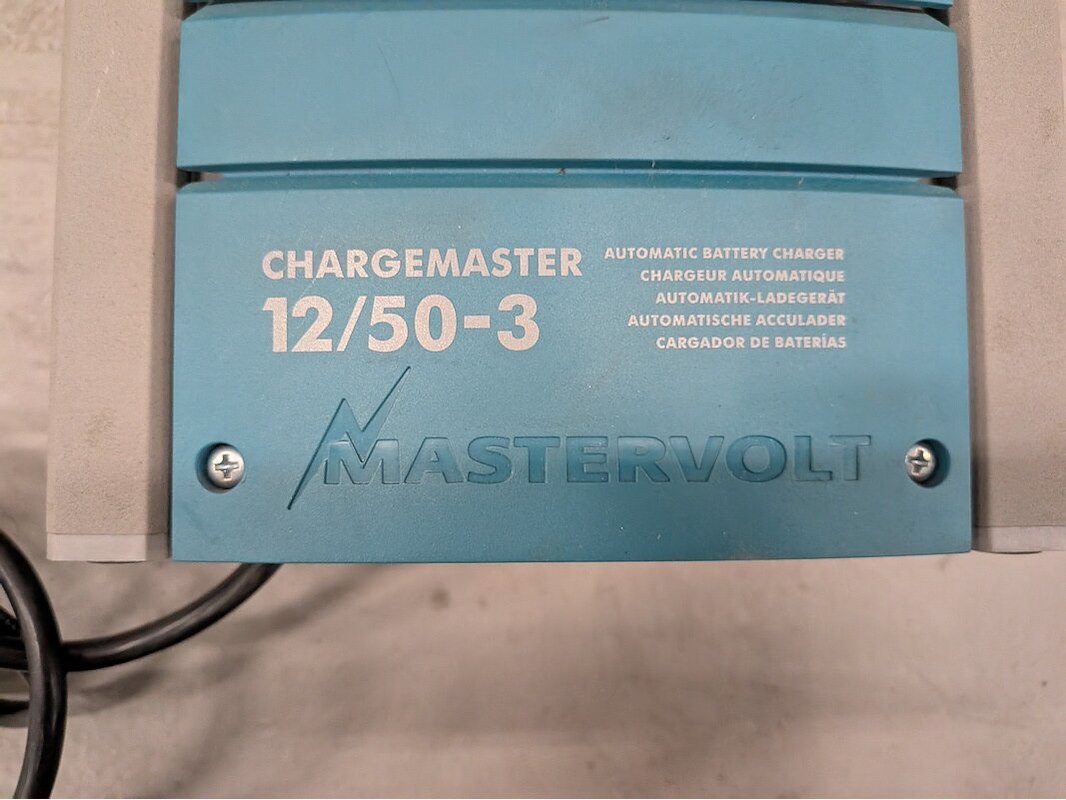 CHARGEMASTER
12/50-3
AUTOMATIC BATTERY CHARGER
CHARGEUR AUTOMATIQUE
AUTOMATIK-LADEGERÄT
AUTOMATISCHE ACCULADER
CARGADOR DE BATERÍAS
MASTERVOLT